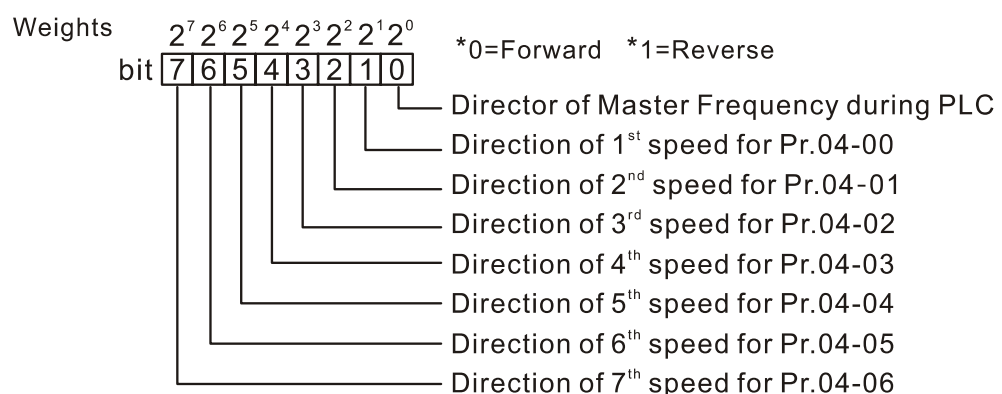 Weights 2⁷ 2⁶ 2⁵ 2⁴ 2³ 2² 2¹ 2⁰
*0=Forward *1=Reverse
bit 7 6 5 4 3 2 1 0
Director of Master Frequency during PLC
Direction of 1st speed for Pr.04-00
Direction of 2nd speed for Pr.04-01
Direction of 3rd speed for Pr.04-02
Direction of 4th speed for Pr.04-03
Direction of 5th speed for Pr.04-04
Direction of 6th speed for Pr.04-05
Direction of 7th speed for Pr.04-06